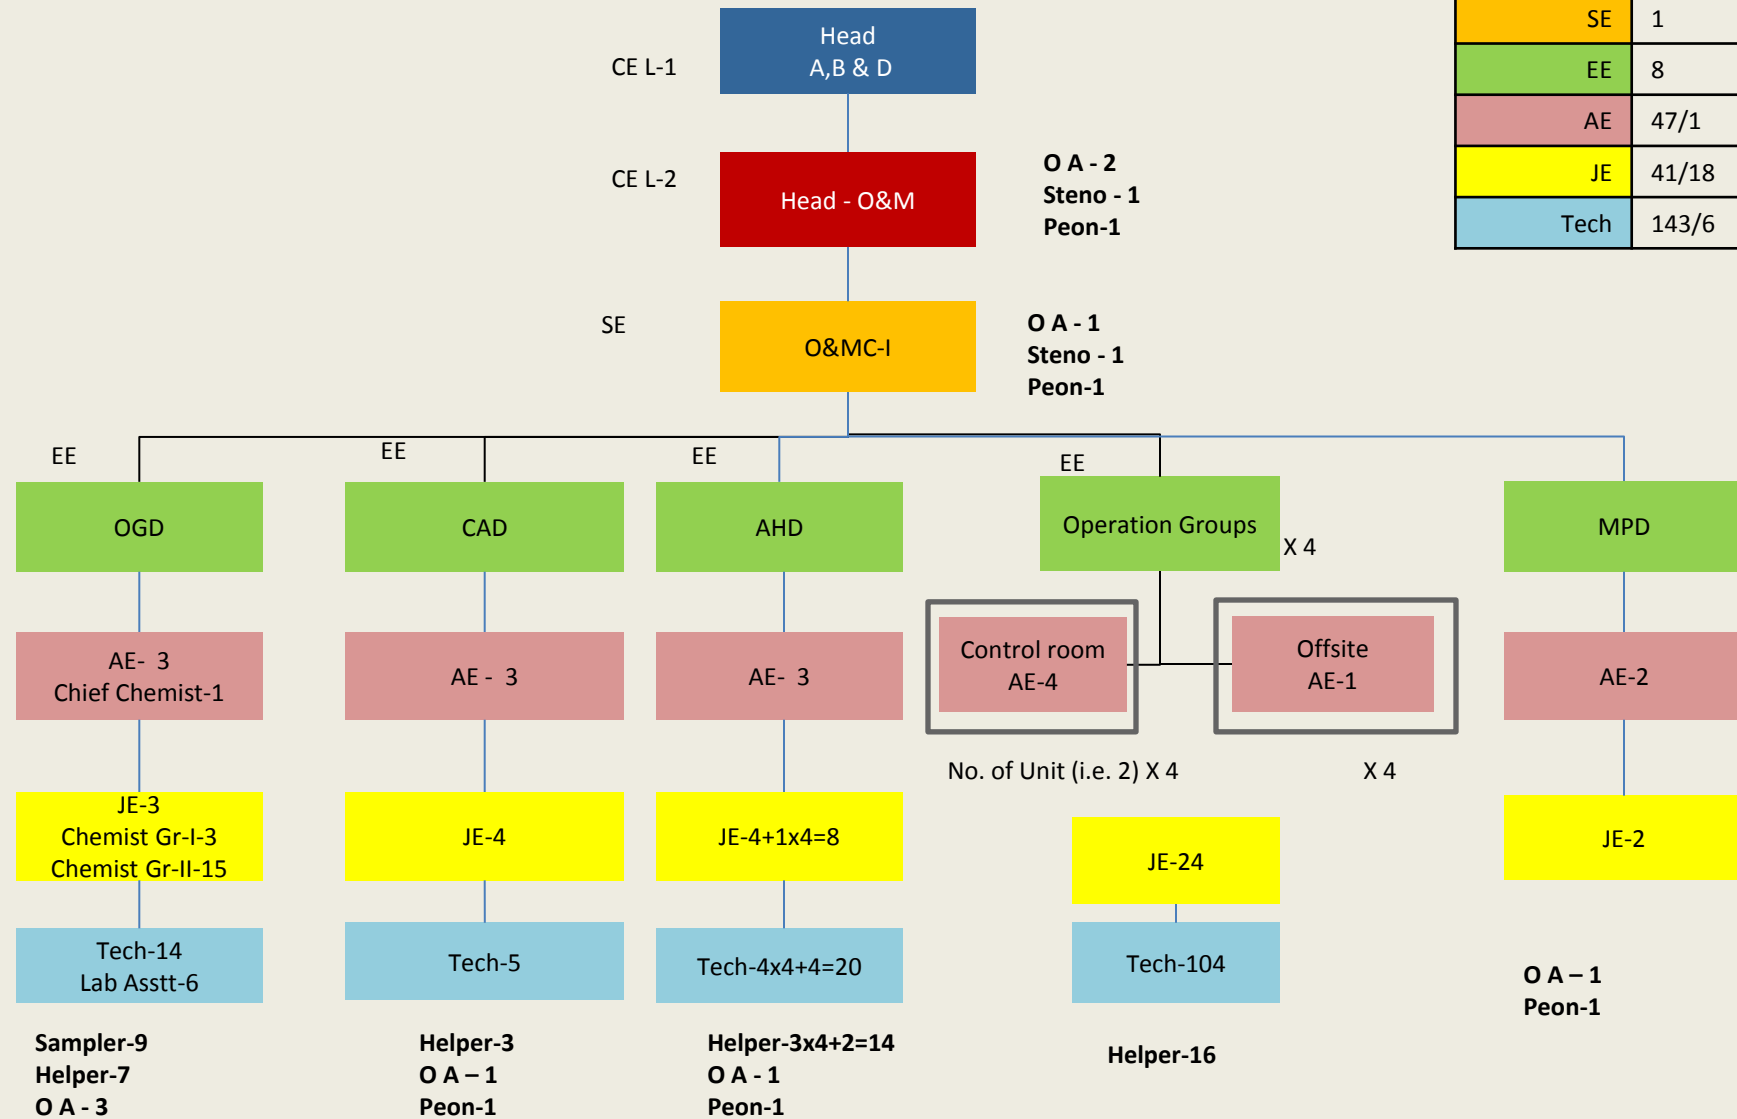 SE 1
EE 8
AE 47/1
JE 41/18
Tech 143/6
CE L-1
Head
A,B & D
CE L-2
Head - O&M
O A - 2
Steno - 1
Peon-1
SE
O&MC-I
O A - 1
Steno - 1
Peon-1
EE
EE
EE
EE
OGD
CAD
AHD
Operation Groups
X 4
MPD
AE- 3
Chief Chemist-1
AE - 3
AE- 3
Control room
AE-4
Offsite
AE-1
AE-2
No. of Unit (i.e. 2) X 4
X 4
JE-3
Chemist Gr-I-3
Chemist Gr-II-15
JE-4
JE-4+1x4=8
JE-24
JE-2
Tech-14
Lab Asstt-6
Tech-5
Tech-4x4+4=20
Tech-104
O A – 1
Peon-1
Sampler-9
Helper-7
O A - 3
Helper-3
O A – 1
Peon-1
Helper-3x4+2=14
O A - 1
Peon-1
Helper-16